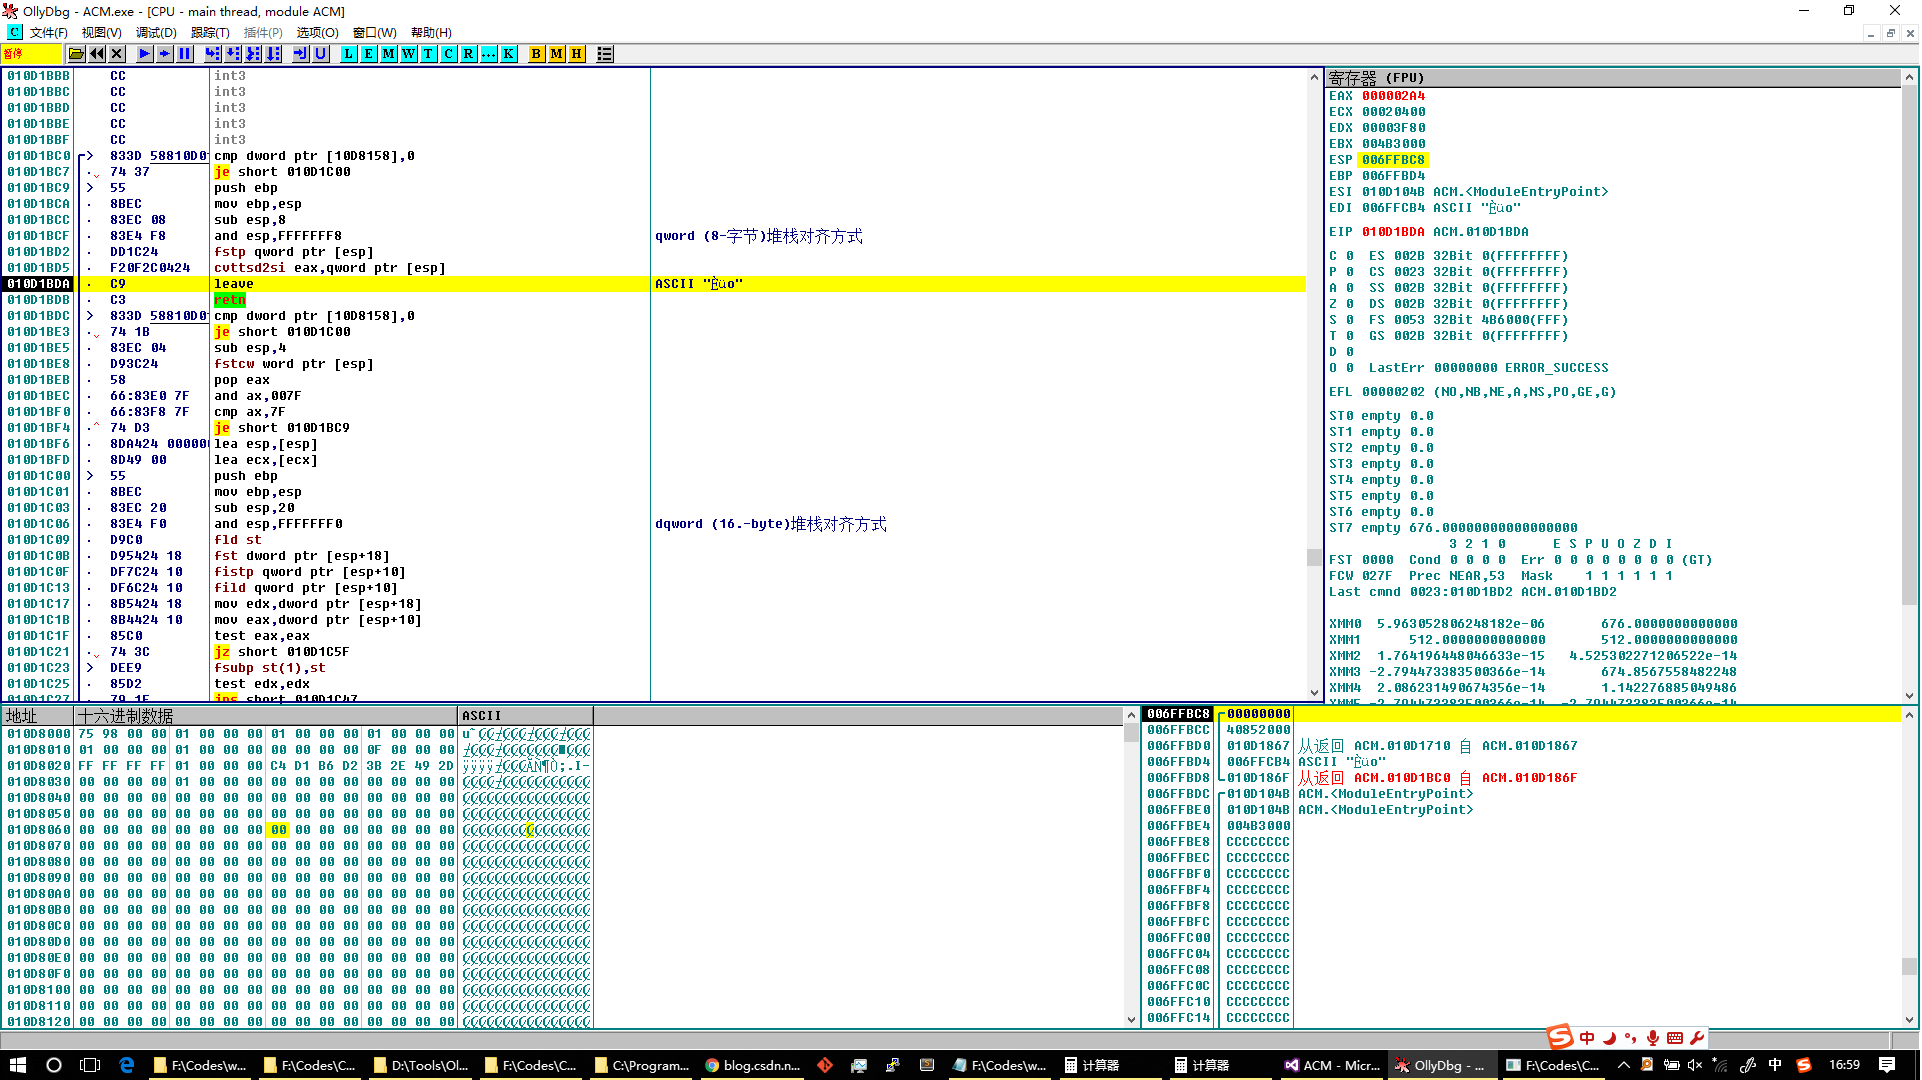 OllyDbg - ACM.exe - [CPU - main thread, module ACM]
文件(F) 视图(V) 调试(D) 跟踪(T) 插件(P) 选项(O) 窗口(W) 帮助(H)
暂停 L E M W T C R ... K B M H
010D1BBB CC int3
010D1BBC CC int3
010D1BBD CC int3
010D1BBE CC int3
010D1BBF CC int3
010D1BC0 > 833D 58810D0 cmp dword ptr [10D8158],0
010D1BC7 74 37 je short 010D1C00
010D1BC9 > 55 push ebp
010D1BCA 8BEC mov ebp,esp
010D1BCC 83EC 08 sub esp,8
010D1BCF 83E4 F8 and esp,FFFFFFF8 qword (8-字节)堆栈对齐方式
010D1BD2 DD1C24 fstp qword ptr [esp]
010D1BD5 F20F2C0424 cvttsd2si eax,qword ptr [esp]
010D1BDA C9 leave ASCII "Èüo"
010D1BDB C3 retn
010D1BDC > 833D 58810D0 cmp dword ptr [10D8158],0
010D1BE3 74 1B je short 010D1C00
010D1BE5 83EC 04 sub esp,4
010D1BE8 D93C24 fstcw word ptr [esp]
010D1BEB 58 pop eax
010D1BEC 66:83E0 7F and ax,007F
010D1BF0 66:83F8 7F cmp ax,7F
010D1BF4 74 D3 je short 010D1BC9
010D1BF6 8DA424 000000 lea esp,[esp]
010D1BFD 8D49 00 lea ecx,[ecx]
010D1C00 > 55 push ebp
010D1C01 8BEC mov ebp,esp
010D1C03 83EC 20 sub esp,20
010D1C06 83E4 F0 and esp,FFFFFFF0 dqword (16.-byte)堆栈对齐方式
010D1C09 D9C0 fld st
010D1C0B D95424 18 fst dword ptr [esp+18]
010D1C0F DF7C24 10 fistp qword ptr [esp+10]
010D1C13 DF6C24 10 fild qword ptr [esp+10]
010D1C17 8B5424 18 mov edx,dword ptr [esp+18]
010D1C1B 8B4424 10 mov eax,dword ptr [esp+10]
010D1C1F 85C0 test eax,eax
010D1C21 74 3C jz short 010D1C5F
010D1C23 > DEE9 fsubp st(1),st
010D1C25 85D2 test edx,edx
010D1C27 79 1E jns short 010D1C47
寄存器 (FPU)
EAX 000002A4
ECX 00020400
EDX 00003F80
EBX 004B3000
ESP 006FFBC8
EBP 006FFBD4
ESI 010D104B ACM.<ModuleEntryPoint>
EDI 006FFCB4 ASCII "Èüo"
EIP 010D1BDA ACM.010D1BDA
C 0 ES 002B 32Bit 0(FFFFFFFF)
P 0 CS 0023 32Bit 0(FFFFFFFF)
A 0 SS 002B 32Bit 0(FFFFFFFF)
Z 0 DS 002B 32Bit 0(FFFFFFFF)
S 0 FS 0053 32Bit 4B6000(FFF)
T 0 GS 002B 32Bit 0(FFFFFFFF)
D 0
O 0 LastErr 00000000 ERROR_SUCCESS
EFL 00000202 (NO,NB,NE,A,NS,PO,GE,G)
ST0 empty 0.0
ST1 empty 0.0
ST2 empty 0.0
ST3 empty 0.0
ST4 empty 0.0
ST5 empty 0.0
ST6 empty 0.0
ST7 empty 676.00000000000000000
3 2 1 0 E S P U O Z D I
FST 0000 Cond 0 0 0 0 Err 0 0 0 0 0 0 0 0 (GT)
FCW 027F Prec NEAR,53 Mask 1 1 1 1 1 1
Last cmnd 0023:010D1BD2 ACM.010D1BD2
XMM0 5.963052806248182e-06 676.0000000000000
XMM1 512.0000000000000 512.0000000000000
XMM2 1.764196448046633e-15 4.525302271206522e-14
XMM3 -2.794473383500366e-14 674.8567558482248
XMM4 2.086231490674356e-14 1.142276885049486
地址 十六进制数据 ASCII
010D8000 75 98 00 00 01 00 00 00 01 00 00 00 01 00 00 00
010D8010 01 00 00 00 01 00 00 00 00 00 00 00 0F 00 00 00
010D8020 FF FF FF FF 01 00 00 00 C4 D1 B6 D2 3B 2E 49 2D
010D8030 00 00 00 00 01 00 00 00 00 00 00 00 00 00 00 00
010D8040 00 00 00 00 00 00 00 00 00 00 00 00 00 00 00 00
010D8050 00 00 00 00 00 00 00 00 00 00 00 00 00 00 00 00
010D8060 00 00 00 00 00 00 00 00 00 00 00 00 00 00 00 00
010D8070 00 00 00 00 00 00 00 00 00 00 00 00 00 00 00 00
010D8080 00 00 00 00 00 00 00 00 00 00 00 00 00 00 00 00
010D8090 00 00 00 00 00 00 00 00 00 00 00 00 00 00 00 00
010D80A0 00 00 00 00 00 00 00 00 00 00 00 00 00 00 00 00
010D80B0 00 00 00 00 00 00 00 00 00 00 00 00 00 00 00 00
010D80C0 00 00 00 00 00 00 00 00 00 00 00 00 00 00 00 00
010D80D0 00 00 00 00 00 00 00 00 00 00 00 00 00 00 00 00
010D80E0 00 00 00 00 00 00 00 00 00 00 00 00 00 00 00 00
010D80F0 00 00 00 00 00 00 00 00 00 00 00 00 00 00 00 00
010D8100 00 00 00 00 00 00 00 00 00 00 00 00 00 00 00 00
010D8110 00 00 00 00 00 00 00 00 00 00 00 00 00 00 00 00
010D8120 00 00 00 00 00 00 00 00 00 00 00 00 00 00 00 00
006FFBC8 00000000
006FFBCC 40852000
006FFBD0 010D1867 从返回 ACM.010D1710 自 ACM.010D1867
006FFBD4 006FFCB4 ASCII "Èüo"
006FFBD8 010D186F 从返回 ACM.010D1BC0 自 ACM.010D186F
006FFBDC 010D104B ACM.<ModuleEntryPoint>
006FFBE0 010D104B ACM.<ModuleEntryPoint>
006FFBE4 004B3000
006FFBE8 CCCCCCCC
006FFBEC CCCCCCCC
006FFBF0 CCCCCCCC
006FFBF4 CCCCCCCC
006FFBF8 CCCCCCCC
006FFBFC CCCCCCCC
006FFC00 CCCCCCCC
006FFC04 CCCCCCCC
006FFC08 CCCCCCCC
006FFC0C CCCCCCCC
006FFC10 CCCCCCCC
006FFC14 CCCCCCCC
中
F:\Codes\w... F:\Codes\C... D:\Tools\Ol... F:\Codes\C... C:\Program... blog.csdn.n... F:\Codes\w... 计算器 计算器 ACM - Micr... OllyDbg - ... F:\Codes\C... 中 16:59